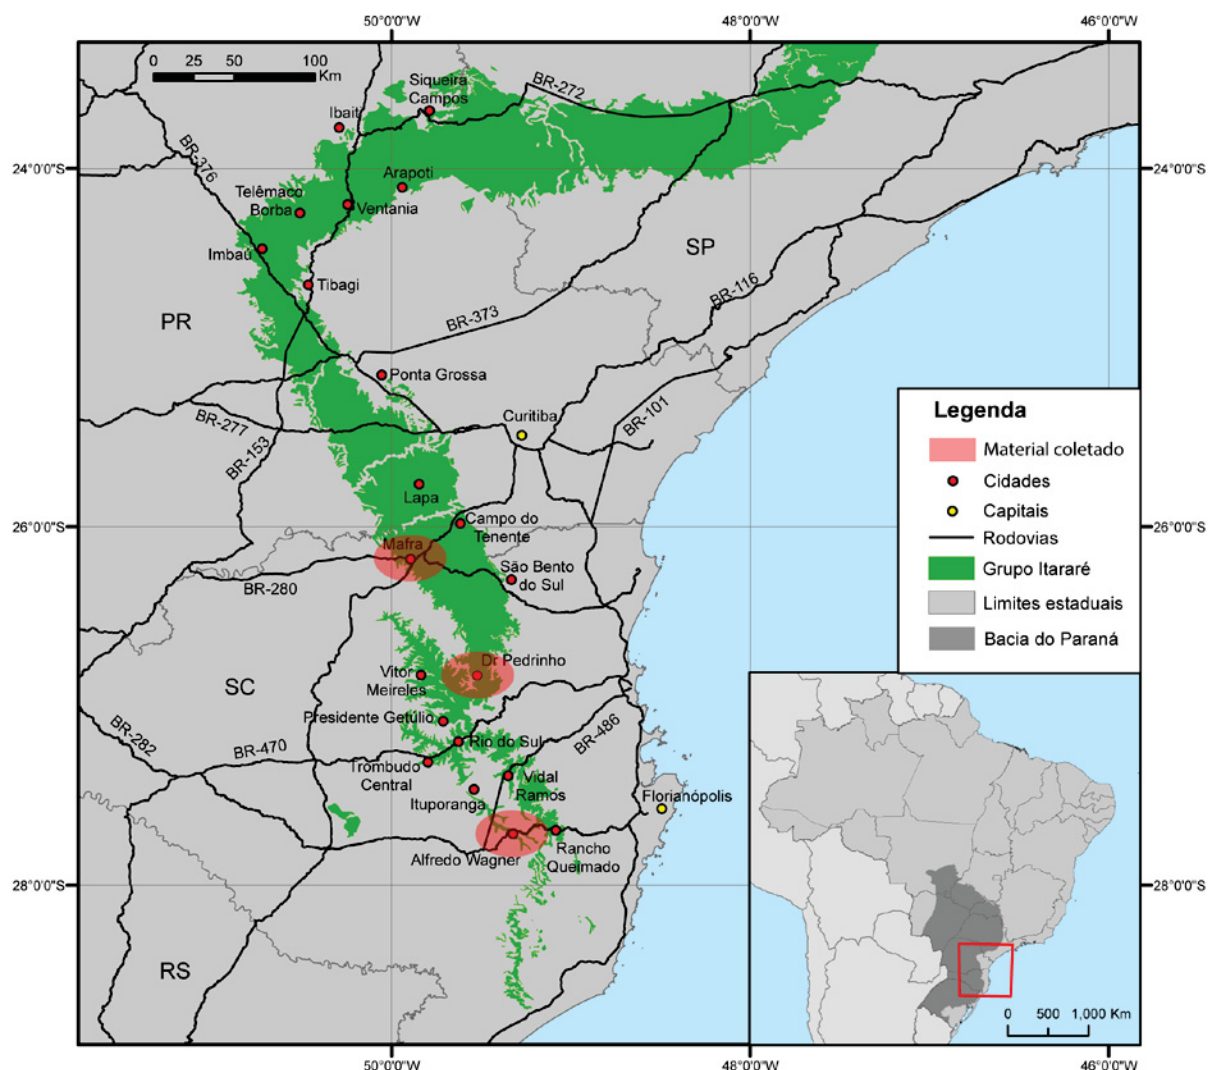 50°0'0"W
48°0'0"W
46°0'0"W
0 25 50 100
Km
Siqueira
Campos
BR-272
Ibaiti
BR-376
24°0'0"S
24°0'0"S
Arapoti
Telêmaco
Borba
Ventania
Imbaú
SP
Tibagi
BR-116
PR
BR-373
Ponta Grossa
BR-277
Curitiba
BR-101
BR-153
Lapa
26°0'0"S
26°0'0"S
Campo do
Tenente
Mafra
São Bento
do Sul
BR-280
Dr Pedrinho
Vitor
Meireles
SC
Presidente Getúlio
BR-486
Rio do Sul
BR-282
BR-470
Trombudo
Central
Vidal
Ramos
Ituporanga
Florianópolis
Alfredo Wagner
Rancho
Queimado
28°0'0"S
28°0'0"S
RS
Legenda
Material coletado
Cidades
Capitais
Rodovias
Grupo Itararé
Limites estaduais
Bacia do Paraná
0 500 1,000 Km
50°0'0"W
48°0'0"W
46°0'0"W